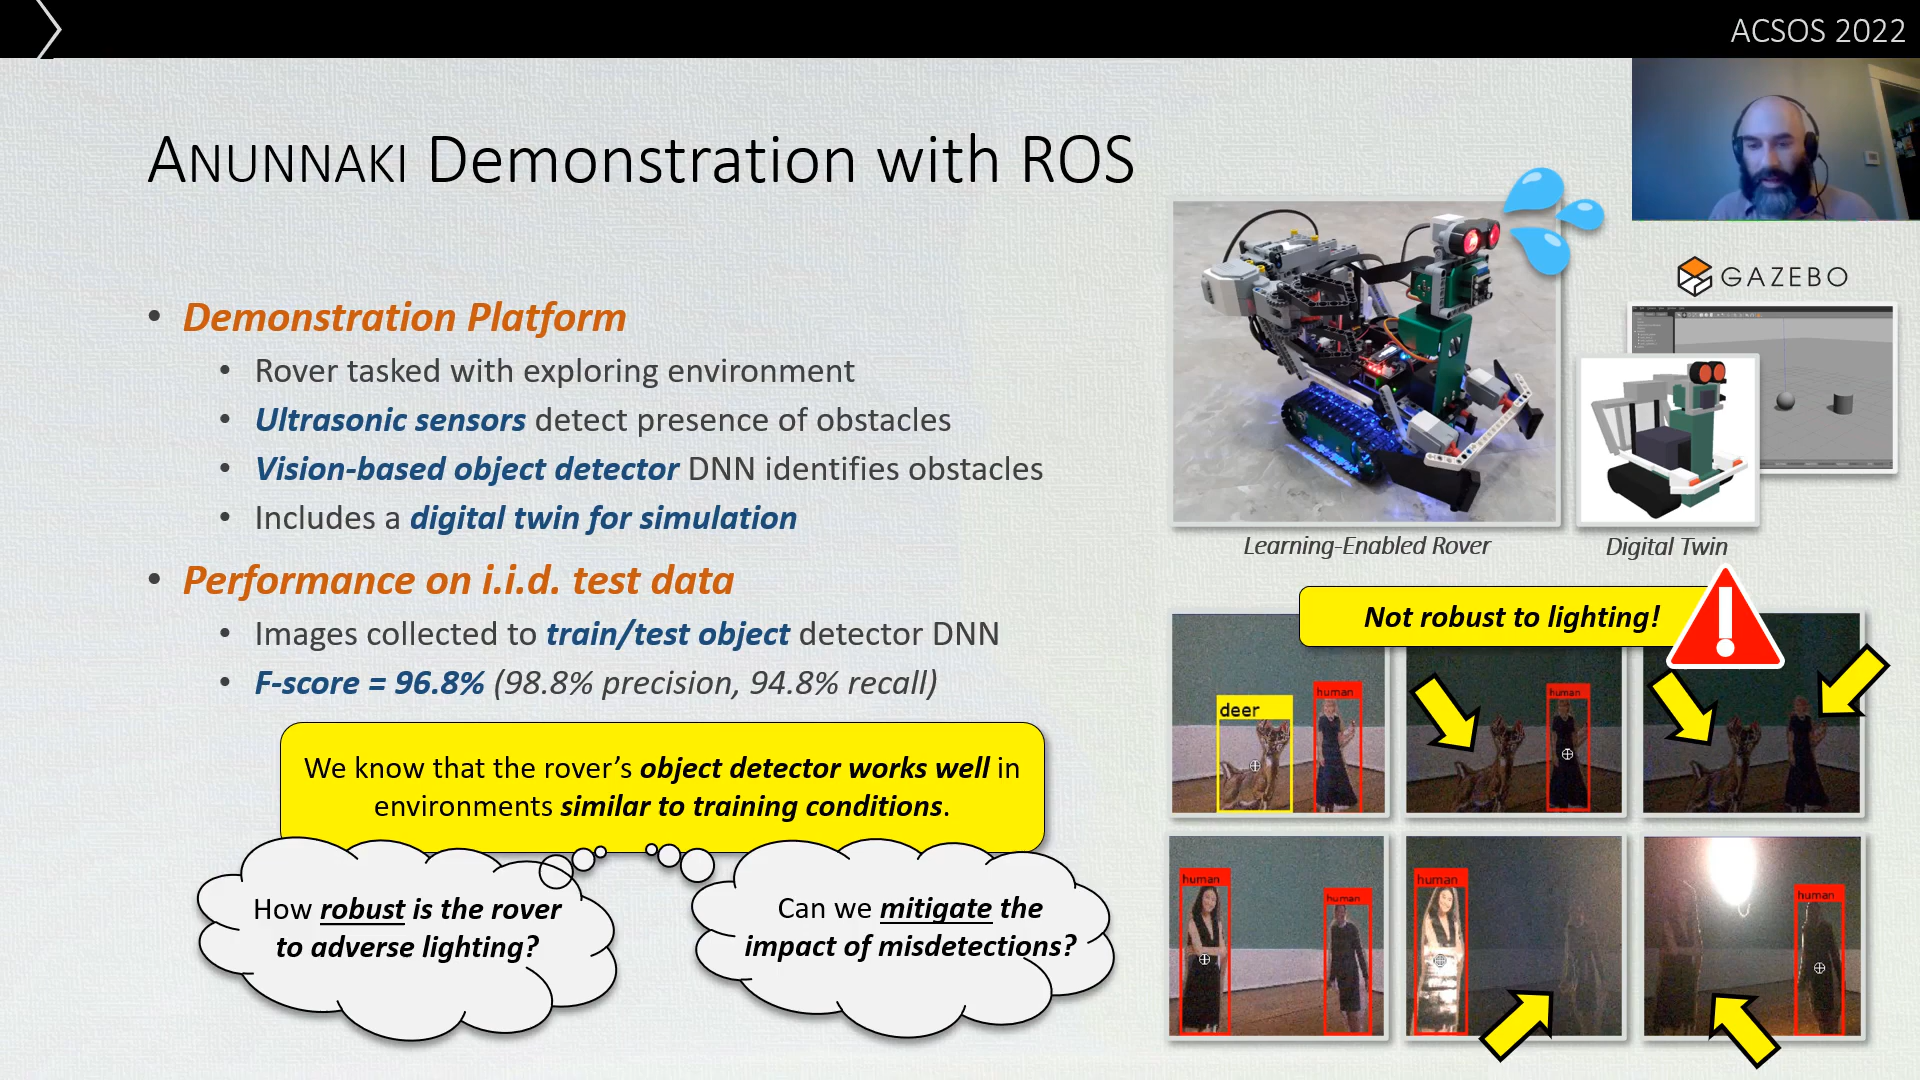 ACSOS 2022
ANUNNAKI Demonstration with ROS
• Demonstration Platform
• Rover tasked with exploring environment
• Ultrasonic sensors detect presence of obstacles
• Vision-based object detector DNN identifies obstacles
• Includes a digital twin for simulation
• Performance on i.i.d. test data
• Images collected to train/test object detector DNN
• F-score = 96.8% (98.8% precision, 94.8% recall)
We know that the rover’s object detector works well in
environments similar to training conditions.
How robust is the rover
to adverse lighting?
Can we mitigate the
impact of misdetections?
GAZEBO
Learning-Enabled Rover
Digital Twin
Not robust to lighting!
deer
human
human
human
human
human
human